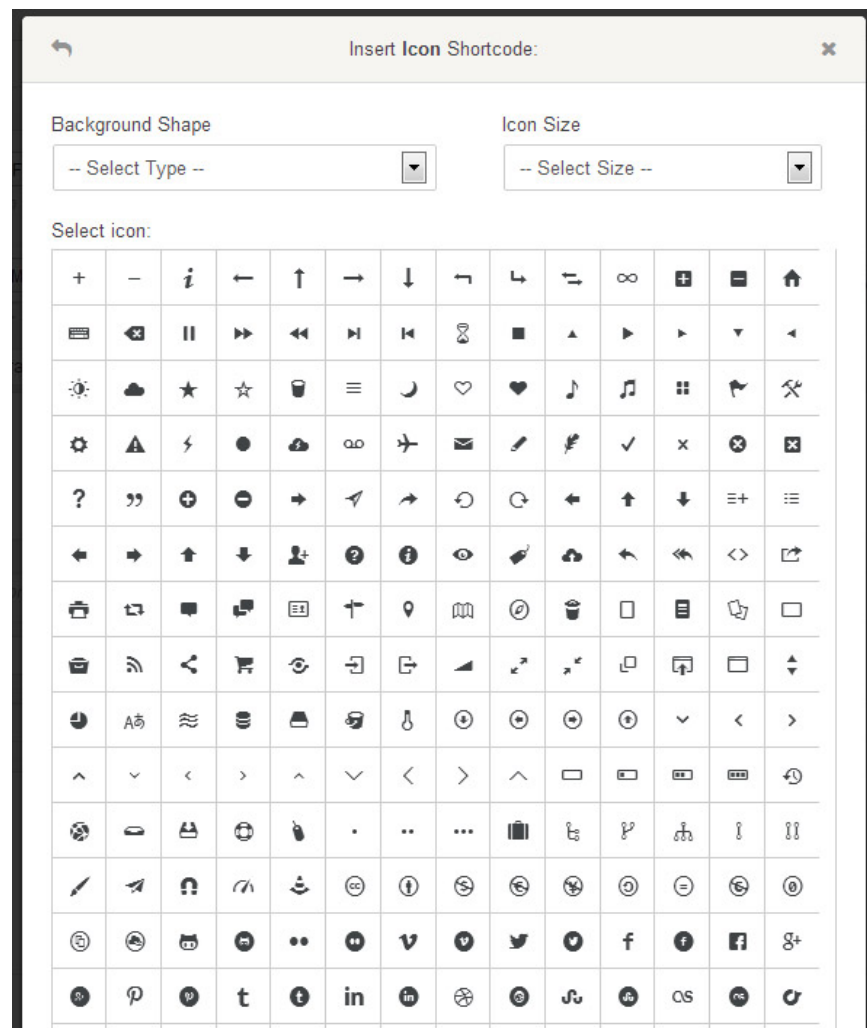 Insert Icon Shortcode:
Background Shape
Icon Size
-- Select Type --
-- Select Size --
Select icon: